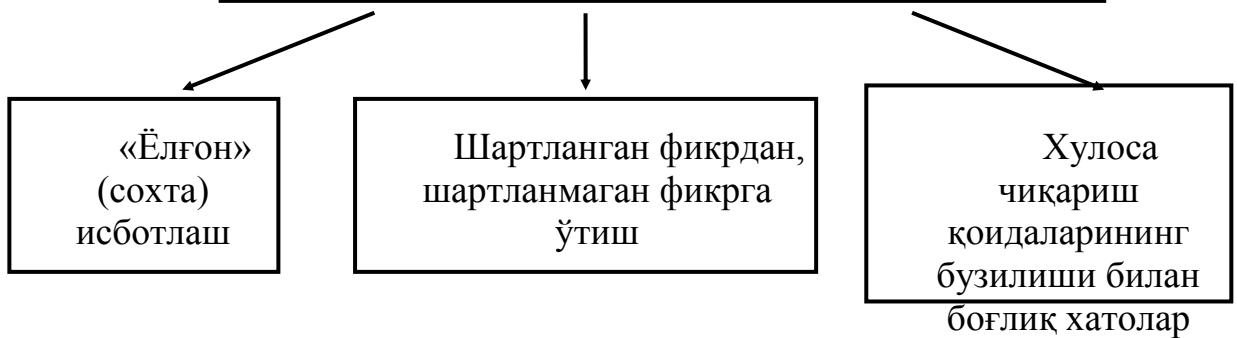 «Ёлғон»
(сохта)
исботлаш
Шартланган фикрдан,
шартланмаган фикрга
ўтиш
Хулоса
чиқариш
қоидаларининг
бузилиши билан
боғлиқ хатолар